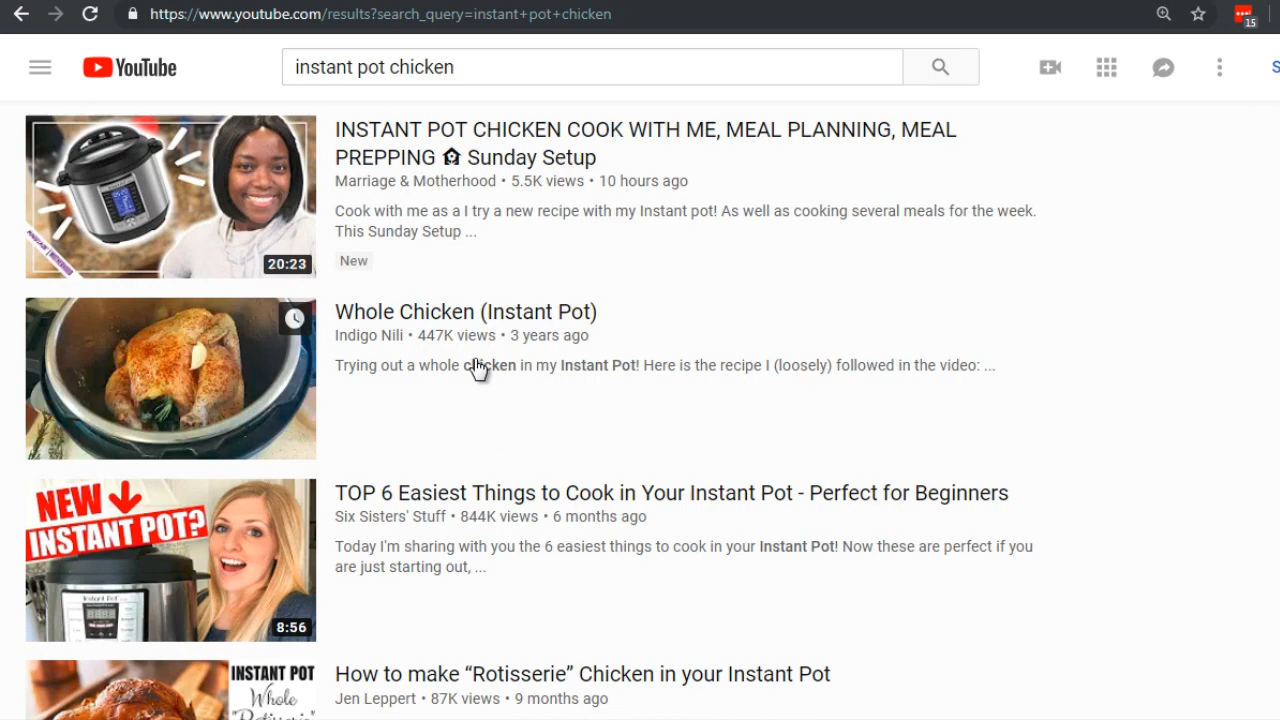 https://www.youtube.com/results?search_query=instant+pot+chicken
15
YouTube
instant pot chicken
S
INSTANT POT CHICKEN COOK WITH ME, MEAL PLANNING, MEAL
PREPPING Sunday Setup
Marriage & Motherhood • 5.5K views • 10 hours ago
Cook with me as a I try a new recipe with my Instant pot! As well as cooking several meals for the week.
This Sunday Setup ...
New
20:23
Whole Chicken (Instant Pot)
Indigo Nili • 447K views • 3 years ago
Trying out a whole chicken in my Instant Pot! Here is the recipe I (loosely) followed in the video: ...
NEW
INSTANT POT?
Instant Pot
8:56
TOP 6 Easiest Things to Cook in Your Instant Pot - Perfect for Beginners
Six Sisters' Stuff • 844K views • 6 months ago
Today I'm sharing with you the 6 easiest things to cook in your Instant Pot! Now these are perfect if you
are just starting out, ...
INSTANT POT
Whole
"Rotisserie"
How to make “Rotisserie” Chicken in your Instant Pot
Jen Leppert • 87K views • 9 months ago